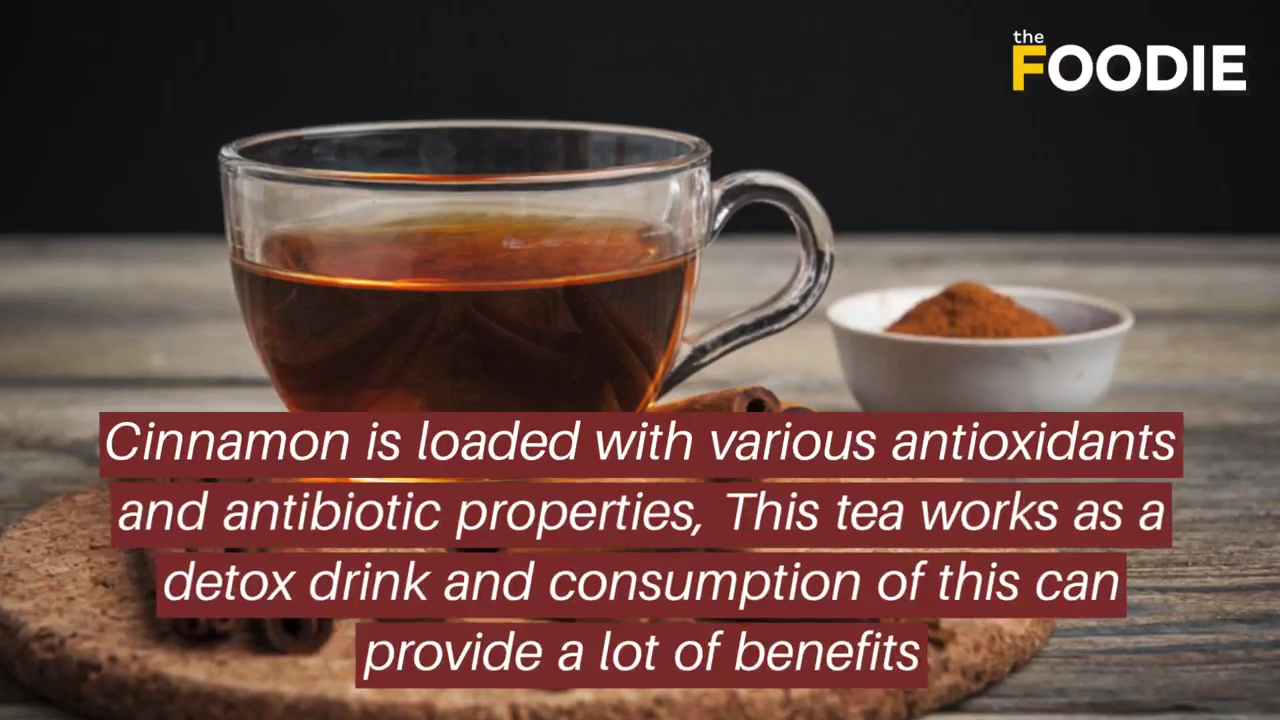 the
FOODIE
Cinnamon is loaded with various antioxidants
and antibiotic properties, This tea works as a
detox drink and consumption of this can
provide a lot of benefits